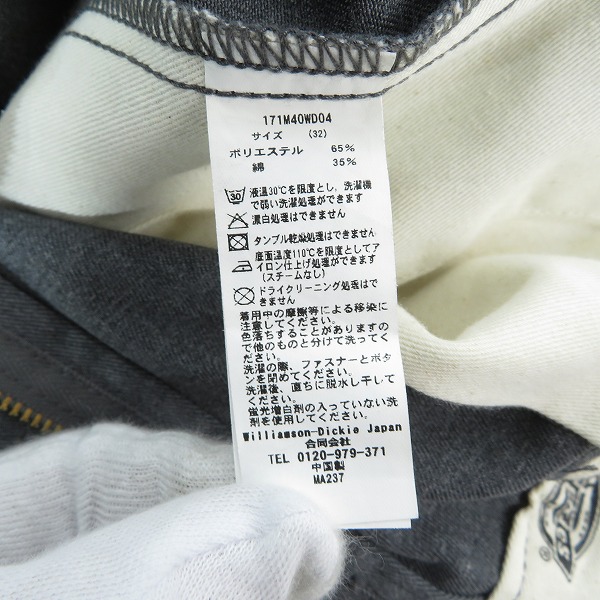 171M40WD04
サイズ (32)
ポリエステル 65%
綿 35%
30
液温30℃を限度とし、洗濯機
で弱い洗濯処理ができます
漂白処理はできません
タンブル乾燥処理はできません
底面温度110℃を限度としてア
イロン仕上げ処理ができます
(スチームなし)
ドライクリーニング処理はで
きません
着用中の摩擦等による移染に
注意してください。
色落ちすることがありますの
で他のものと分けて洗ってく
ださい。
洗濯の際、ファスナーとボタ
ンを閉めてください。
洗濯後、直ちに脱水し干して
ください。
蛍光増白剤の入っていない洗
剤を使用してください。
Williamson-Dickie Japan
合同会社
TEL 0120-979-371
中国製
MA237